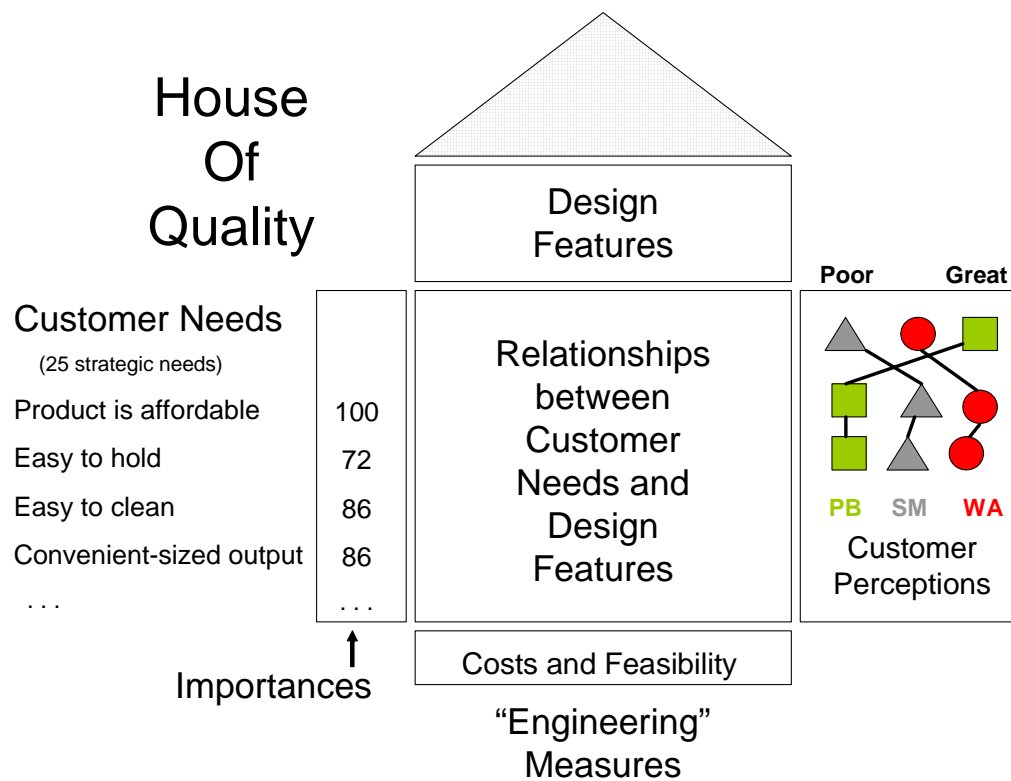 House
Of
Quality
Design
Features
Poor Great
Customer Needs
(25 strategic needs)
Product is affordable 100
Easy to hold 72
Easy to clean 86
Convenient-sized output 86
. . . . . .
Importances
Relationships
between
Customer
Needs and
Design
Features
PB SM WA
Customer
Perceptions
Costs and Feasibility
“Engineering”
Measures